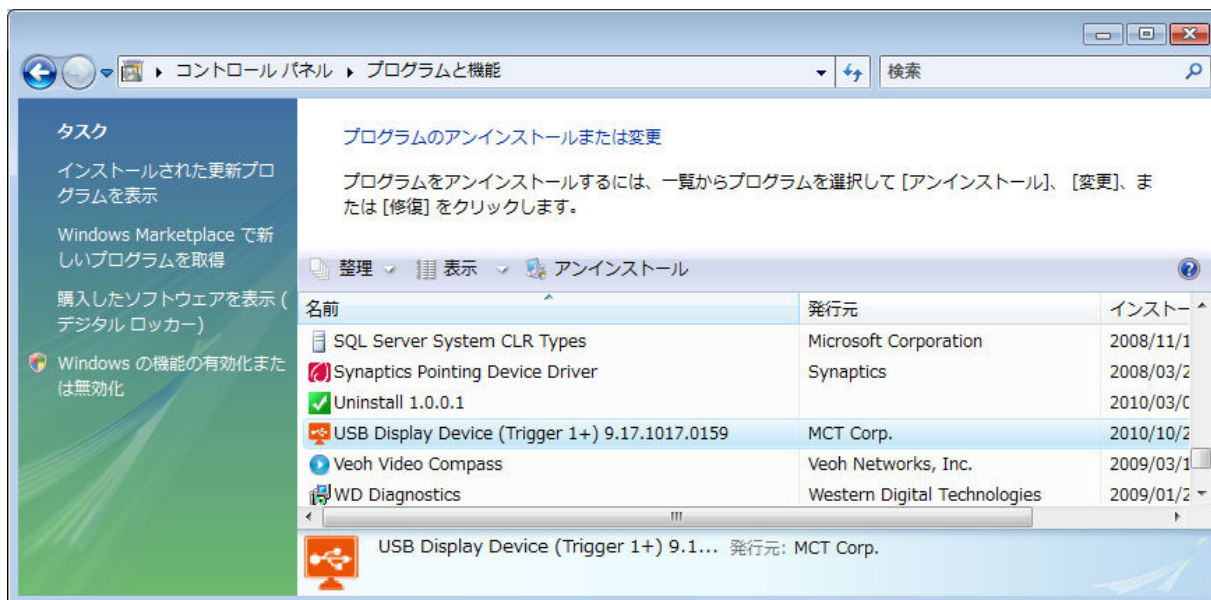 コントロール パネル ▸ プログラムと機能
検索
タスク
インストールされた更新プロ
グラムを表示
Windows Marketplace で新
しいプログラムを取得
購入したソフトウェアを表示 (
デジタル ロッカー)
Windows の機能の有効化また
は無効化
プログラムのアンインストールまたは変更
プログラムをアンインストールするには、一覧からプログラムを選択して [アンインストール]、 [変更]、ま
たは [修復] をクリックします。
整理 表示 アンインストール
名前 発行元 インストー
SQL Server System CLR Types Microsoft Corporation 2008/11/1
Synaptics Pointing Device Driver Synaptics 2008/03/2
Uninstall 1.0.0.1 2010/03/
USB Display Device (Trigger 1+) 9.17.1017.0159 MCT Corp. 2010/10/2
Veoh Video Compass Veoh Networks, Inc. 2009/03/1
WD Diagnostics Western Digital Technologies 2009/01/2
USB Display Device (Trigger 1+) 9.1... 発行元: MCT Corp.